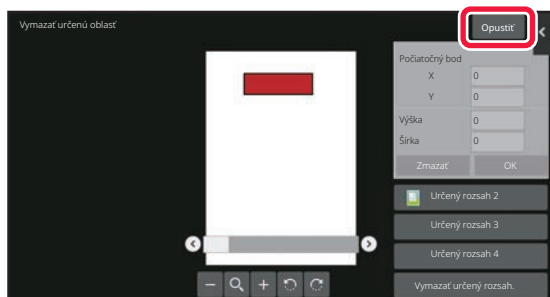 Vymazať určenú oblasť
Opustiť
Počiatočný bod
X 0
Y 0
Výška 0
Šírka 0
Zmazať OK
Určený rozsah 2
Určený rozsah 3
Určený rozsah 4
Vymazať určený rozsah.